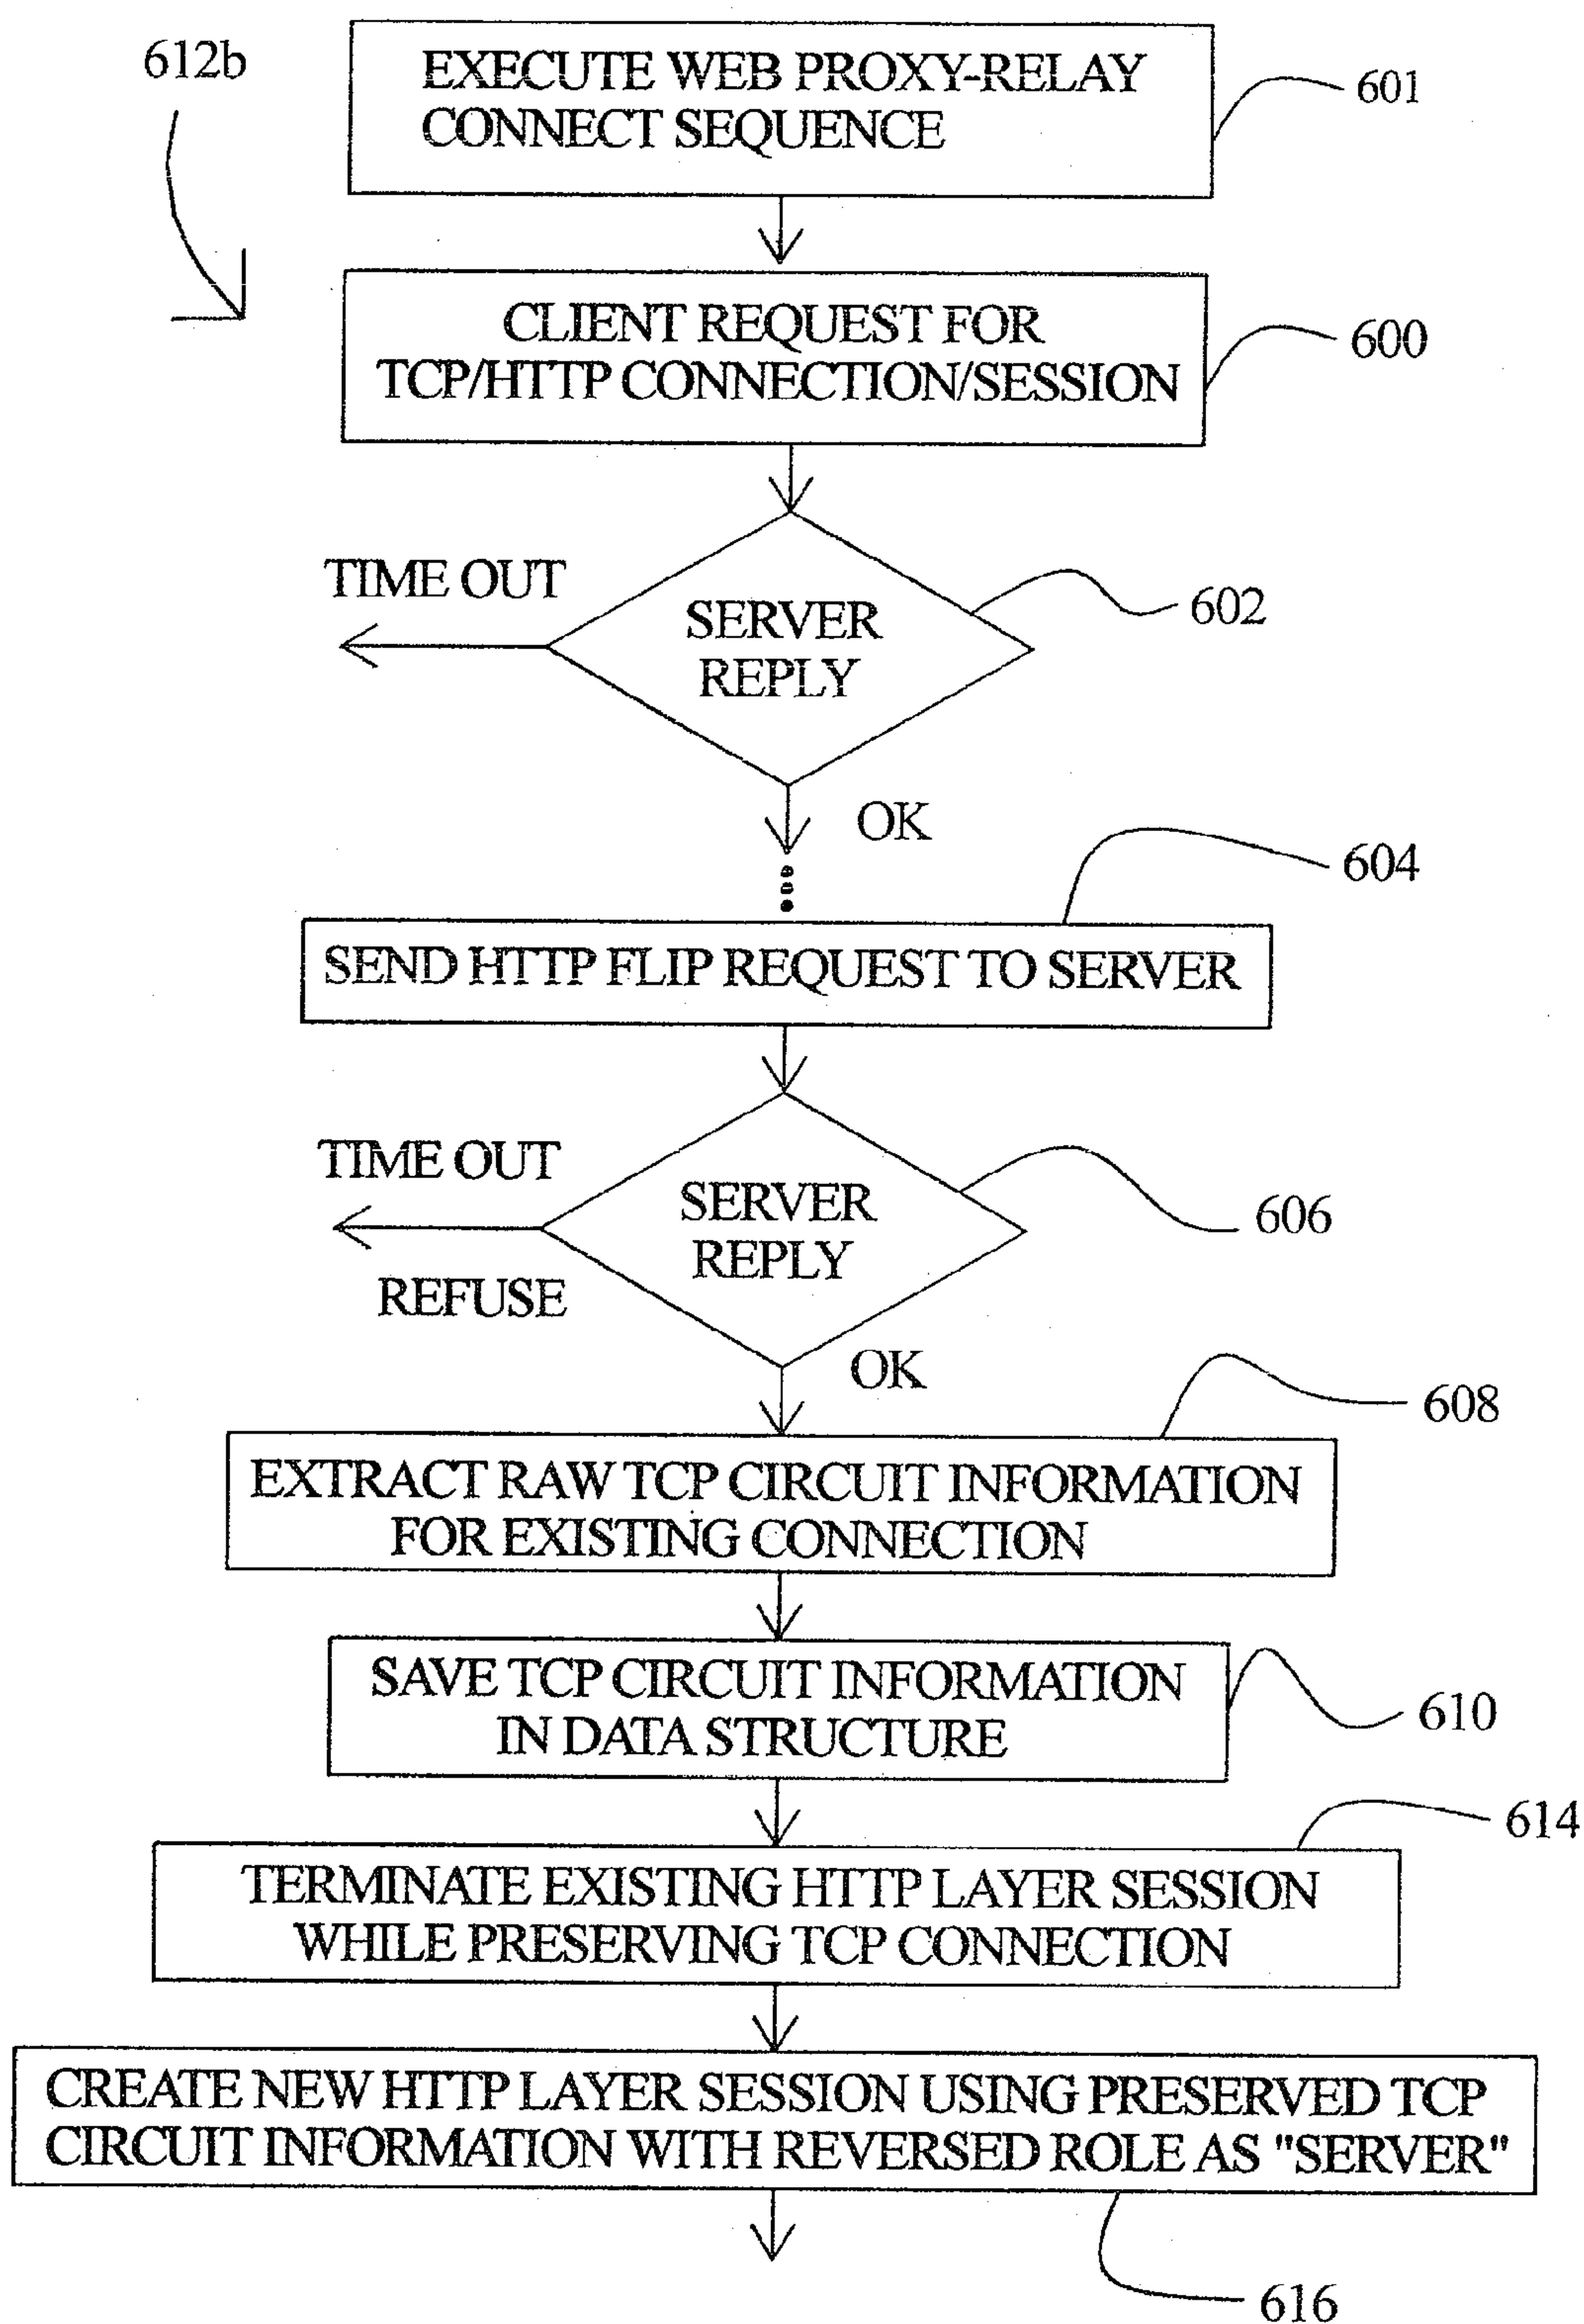 612b
EXECUTE WEB PROXY-RELAY
CONNECT SEQUENCE
601
CLIENT REQUEST FOR
TCP/HTTP CONNECTION/SESSION
600
TIME OUT
SERVER
REPLY
602
OK
604
SEND HTTP FLIP REQUEST TO SERVER
TIME OUT
SERVER
REPLY
606
REFUSE
OK
608
EXTRACT RAW TCP CIRCUIT INFORMATION
FOR EXISTING CONNECTION
SAVE TCP CIRCUIT INFORMATION
IN DATA STRUCTURE
610
614
TERMINATE EXISTING HTTP LAYER SESSION
WHILE PRESERVING TCP CONNECTION
CREATE NEW HTTP LAYER SESSION USING PRESERVED TCP
CIRCUIT INFORMATION WITH REVERSED ROLE AS "SERVER"
616